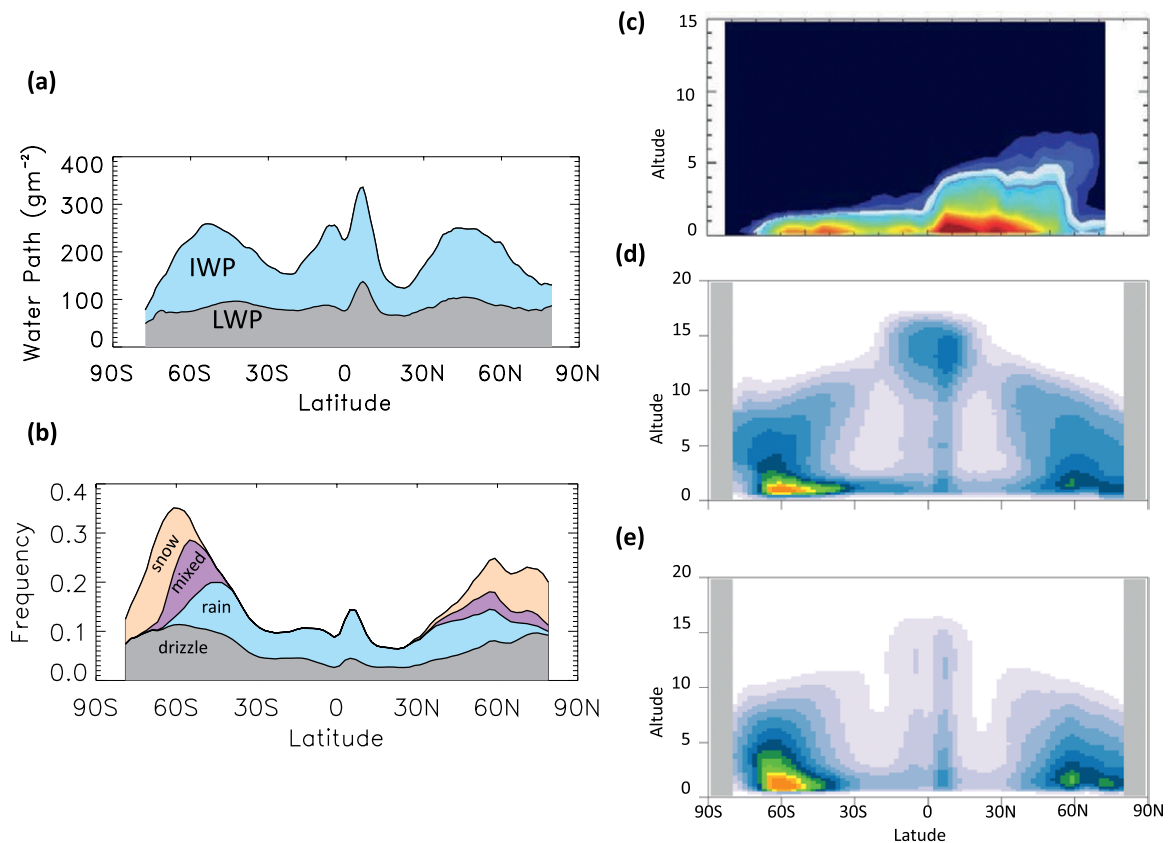 (a)
Water Path (gm⁻²)
400
300
200
100
0
IWP
LWP
90S 60S 30S 0 30N 60N 90N
Latitude
(b)
Frequency
0.4
0.3
0.2
0.1
0.0
snow
mixed
rain
drizzle
90S 60S 30S 0 30N 60N 90N
Latitude
(c)
Altude
15
10
5
0
(d)
Altude
20
15
10
5
0
(e)
Altude
20
15
10
5
0
90S 60S 30S 0 30N 60N 90N
Latude